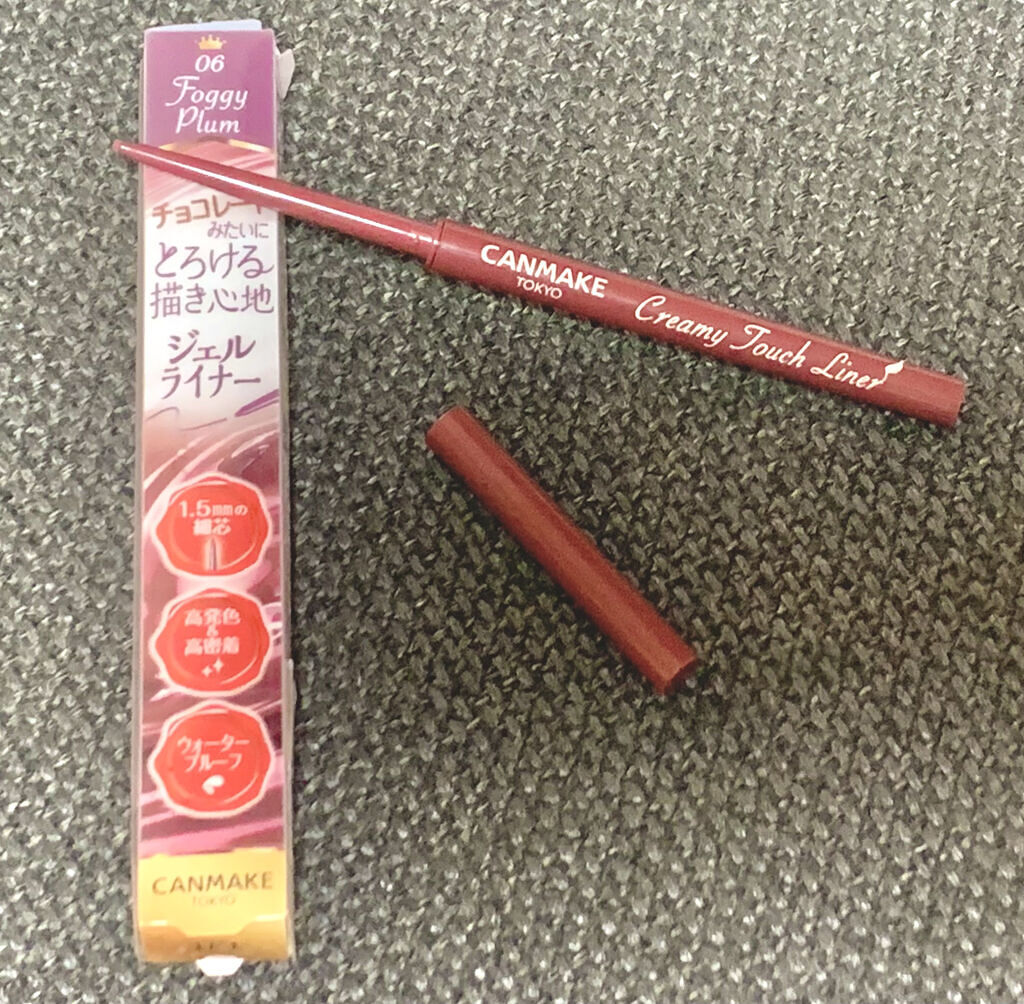 06
Foggy
Plum
チョコレート
みたいに
とろける
描き心地
ジェル
ライナー
1.5mmの
細芯
高発色
&
高密着
ウォーター
プルーフ
CANMAKE
TOKYO
CANMAKE
TOKYO
Creamy Touch Liner